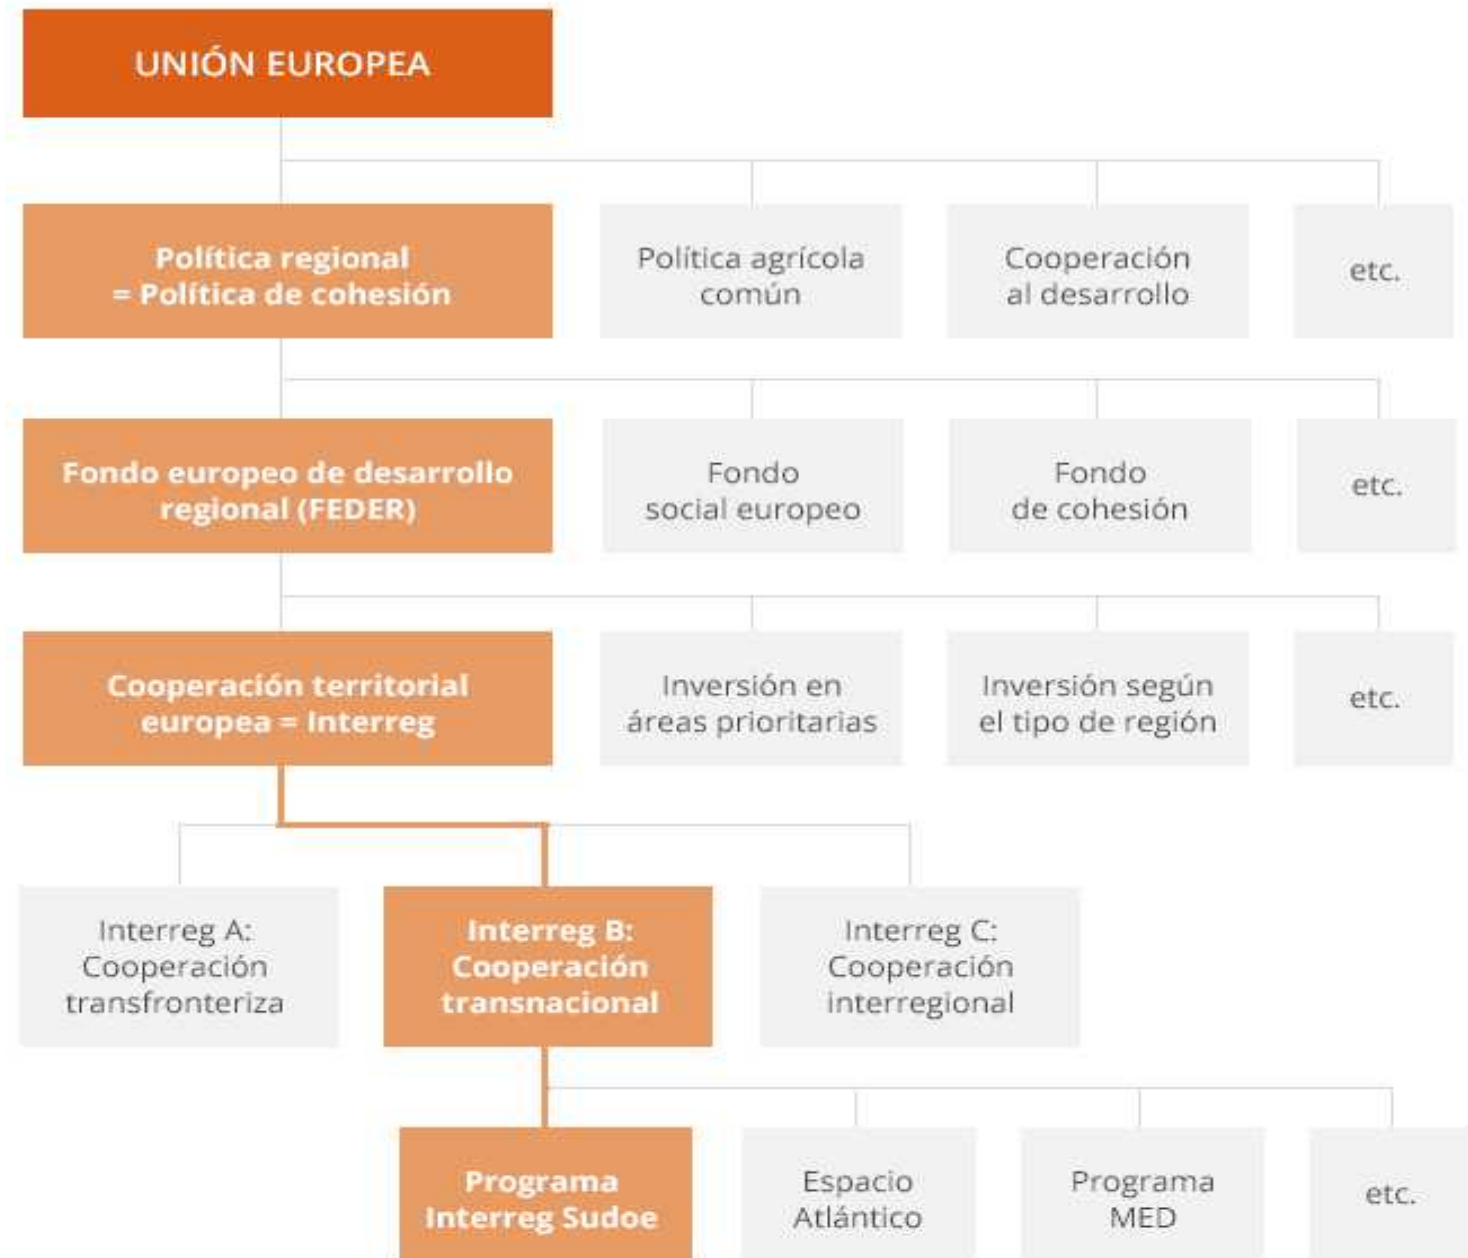 UNIÓN EUROPEA
Política regional
= Política de cohesión
Política agrícola
común
Cooperación
al desarrollo
etc.
Fondo europeo de desarrollo
regional (FEDER)
Fondo
social europeo
Fondo
de cohesión
etc.
Cooperación territorial
europea = Interreg
Inversión en
áreas prioritarias
Inversión según
el tipo de región
etc.
Interreg A:
Cooperación
transfronteriza
Interreg B:
Cooperación
transnacional
Interreg C:
Cooperación
interregional
Programa
Interreg Sudoe
Espacio
Atlántico
Programa
MED
etc.